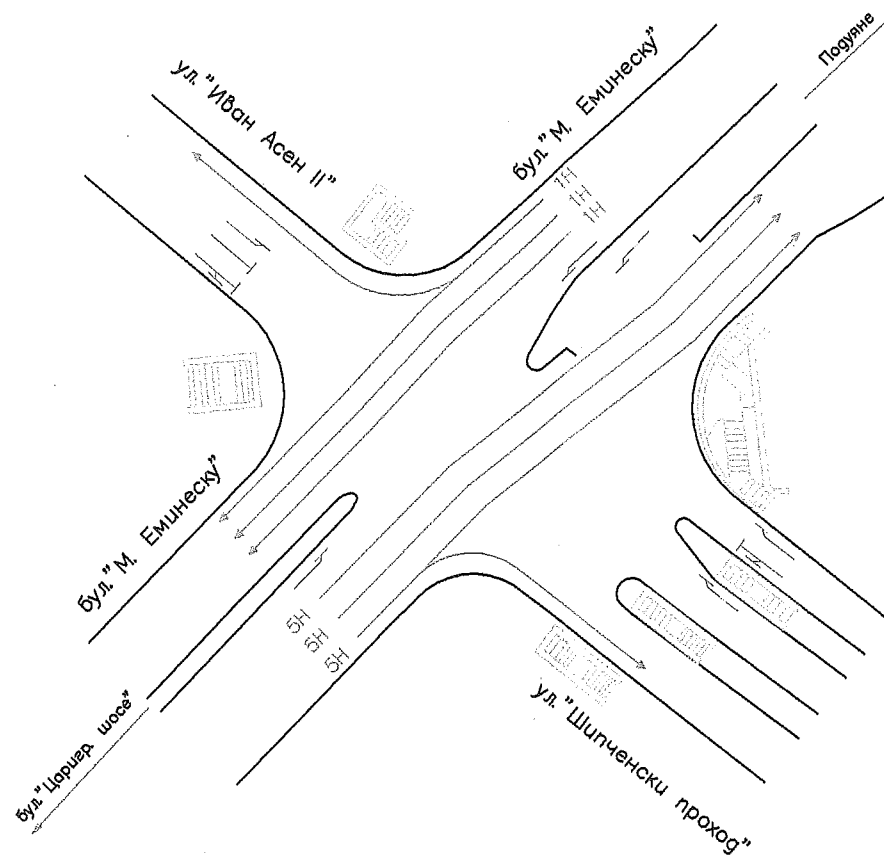 Подуяне
ул. "Иван Асен II"
бул. "М. Еминеску"
1Н
1Н
1Н
бул. "М. Еминеску"
5Н
5Н
5Н
бул. "Цариgр. шосе"
ул. "Шипченски проход"